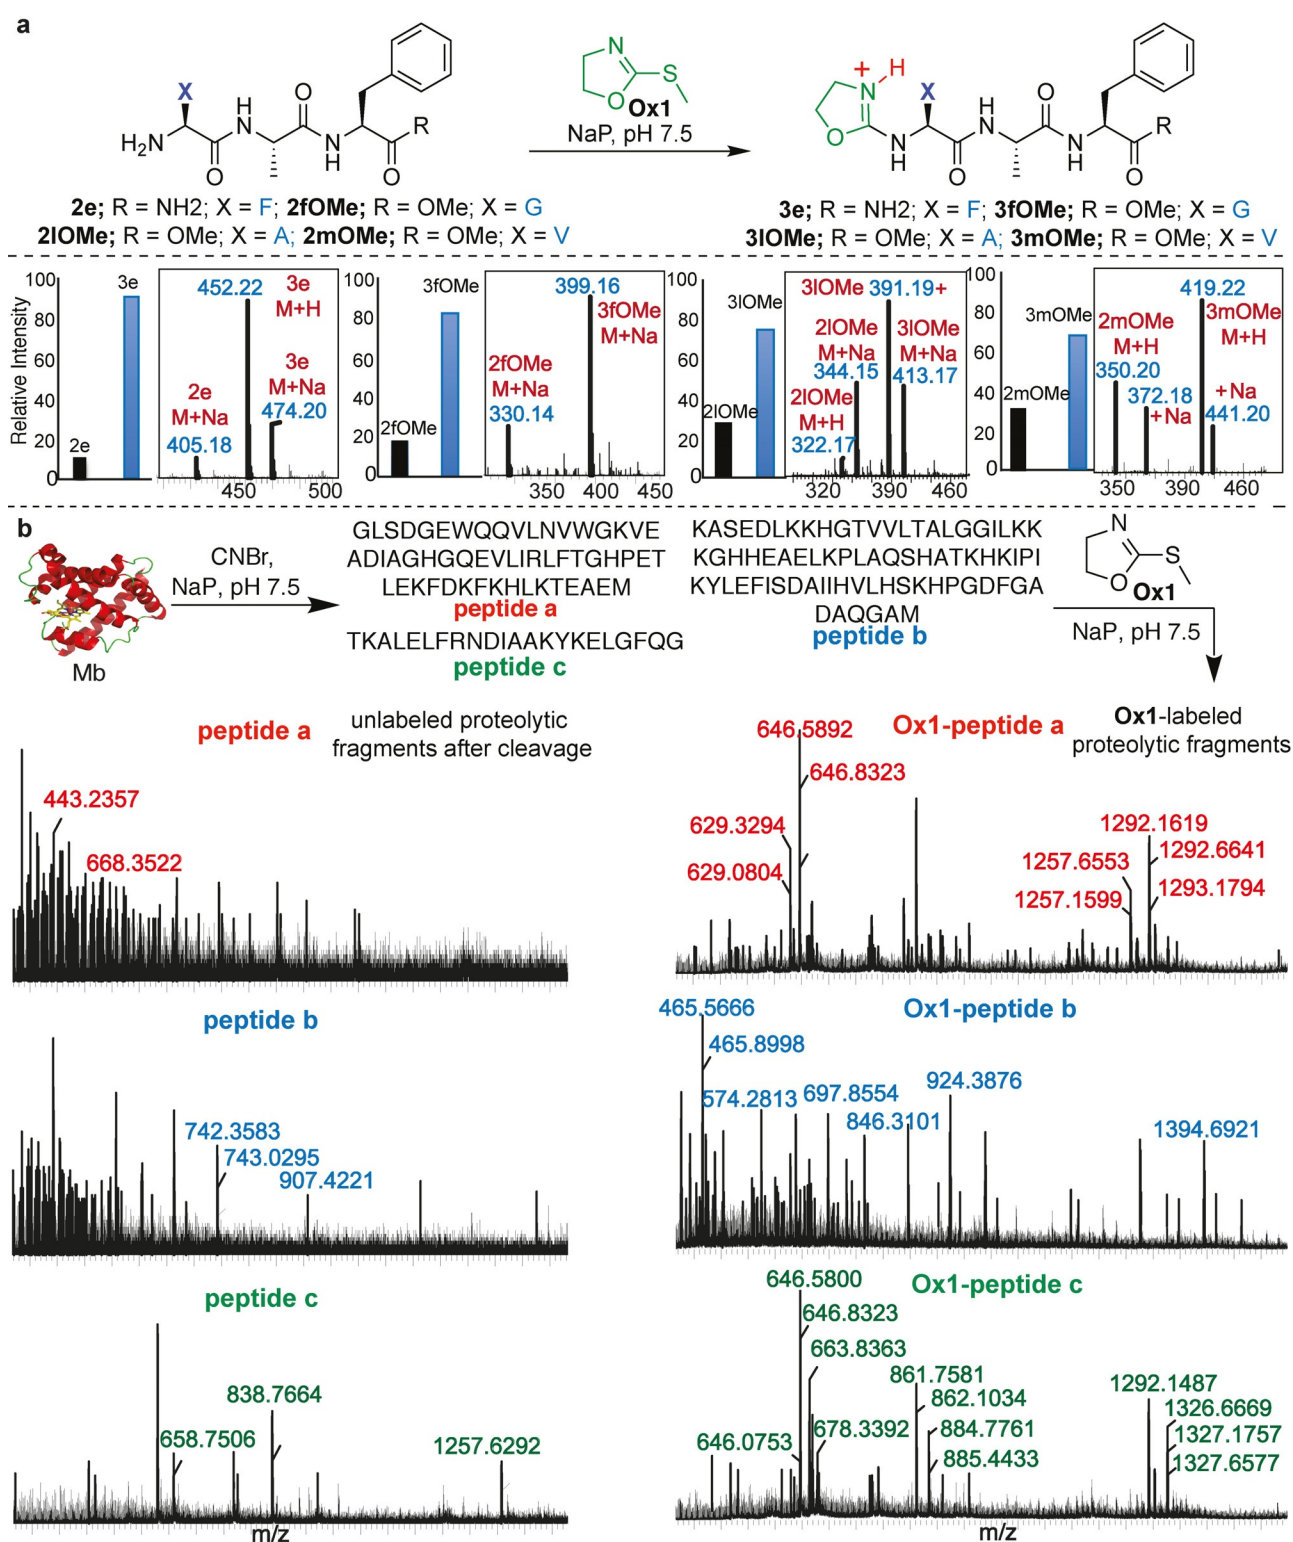 a
X
H
N
O
R
H2N
O
N
H
O
N
S
O
Ox1
NaP, pH 7.5
+
H
N
X
H
N
O
R
O
N
H
O
N
H
O
2e; R = NH2; X = F; 2fOMe; R = OMe; X = G
2lOMe; R = OMe; X = A; 2mOMe; R = OMe; X = V
3e; R = NH2; X = F; 3fOMe; R = OMe; X = G
3lOMe; R = OMe; X = A; 3mOMe; R = OMe; X = V
Relative Intensity
100
80
60
40
20
0
2e
3e
452.22
3e
M+H
3e
M+Na
474.20
2e
M+Na
405.18
450
500
100
80
60
40
20
0
2fOMe
3fOMe
399.16
3fOMe
M+Na
2fOMe
M+Na
330.14
350
400
450
100
80
60
40
20
0
2lOMe
3lOMe
3lOMe 391.19+
2lOMe
M+Na
344.15
3lOMe
M+Na
413.17
2lOMe
M+H
322.17
320
390
460
100
80
60
40
20
0
2mOMe
3mOMe
419.22
3mOMe
M+H
2mOMe
M+H
350.20
372.18
+Na
+Na
441.20
350
390
460
b
Mb
CNBr,
NaP, pH 7.5
GLSDGEWQQVLNVWGKVE
ADIAGHGQEVLIRLFTGHPET
LEKFDKFKHLKTEAEM
peptide a
TKALELFRNDIAAKYKELGFQG
peptide c
KASEDLKKHGTVVLTALGGILKK
KGHHEAELKPLAQSHATKHKIPI
KYLEFISDAIIHVLHSKHPGDFGA
DAQGAM
peptide b
N
S
O
Ox1
NaP, pH 7.5
peptide a
unlabeled proteolytic
fragments after cleavage
443.2357
668.3522
Ox1-peptide a
Ox1-labeled
proteolytic fragments
646.5892
646.8323
629.3294
629.0804
1292.1619
1292.6641
1257.6553
1293.1794
1257.1599
peptide b
742.3583
743.0295
907.4221
Ox1-peptide b
465.5666
465.8998
574.2813
697.8554
846.3101
924.3876
1394.6921
peptide c
838.7664
658.7506
1257.6292
m/z
Ox1-peptide c
646.5800
646.8323
663.8363
861.7581
862.1034
678.3392
884.7761
646.0753
885.4433
1292.1487
1326.6669
1327.1757
1327.6577
m/z